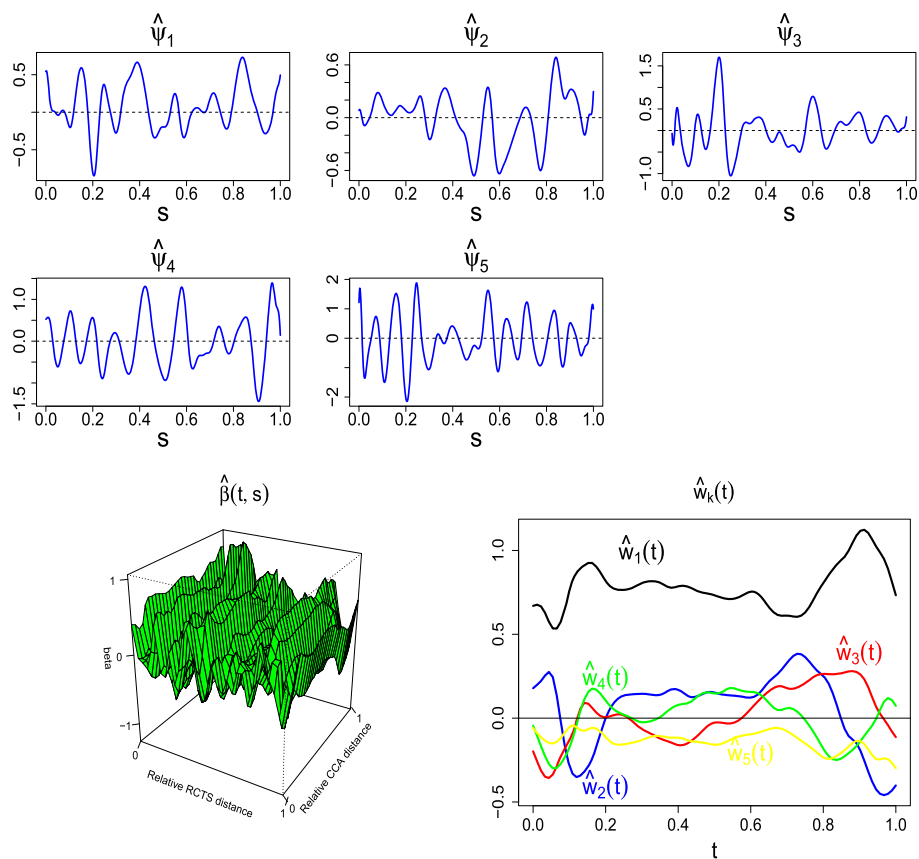 ψ̂1
ψ̂2
ψ̂3
0.5
−0.5
0.0 0.2 0.4 0.6 0.8 1.0
s
0.6
0.0
−0.6
0.0 0.2 0.4 0.6 0.8 1.0
s
1.5
0.5
−1.0
0.0 0.2 0.4 0.6 0.8 1.0
s
ψ̂4
ψ̂5
1.0
0.0
−1.5
0.0 0.2 0.4 0.6 0.8 1.0
s
2
1
0
−2
0.0 0.2 0.4 0.6 0.8 1.0
s
β̂(t, s)
1
0
−1
beta
0
Relative RCTS distance
1
0
Relative CCA distance
1
ŵk(t)
1.0
0.5
0.0
−0.5
ŵ1(t)
ŵ3(t)
ŵ4(t)
ŵ5(t)
ŵ2(t)
0.0 0.2 0.4 0.6 0.8 1.0
t